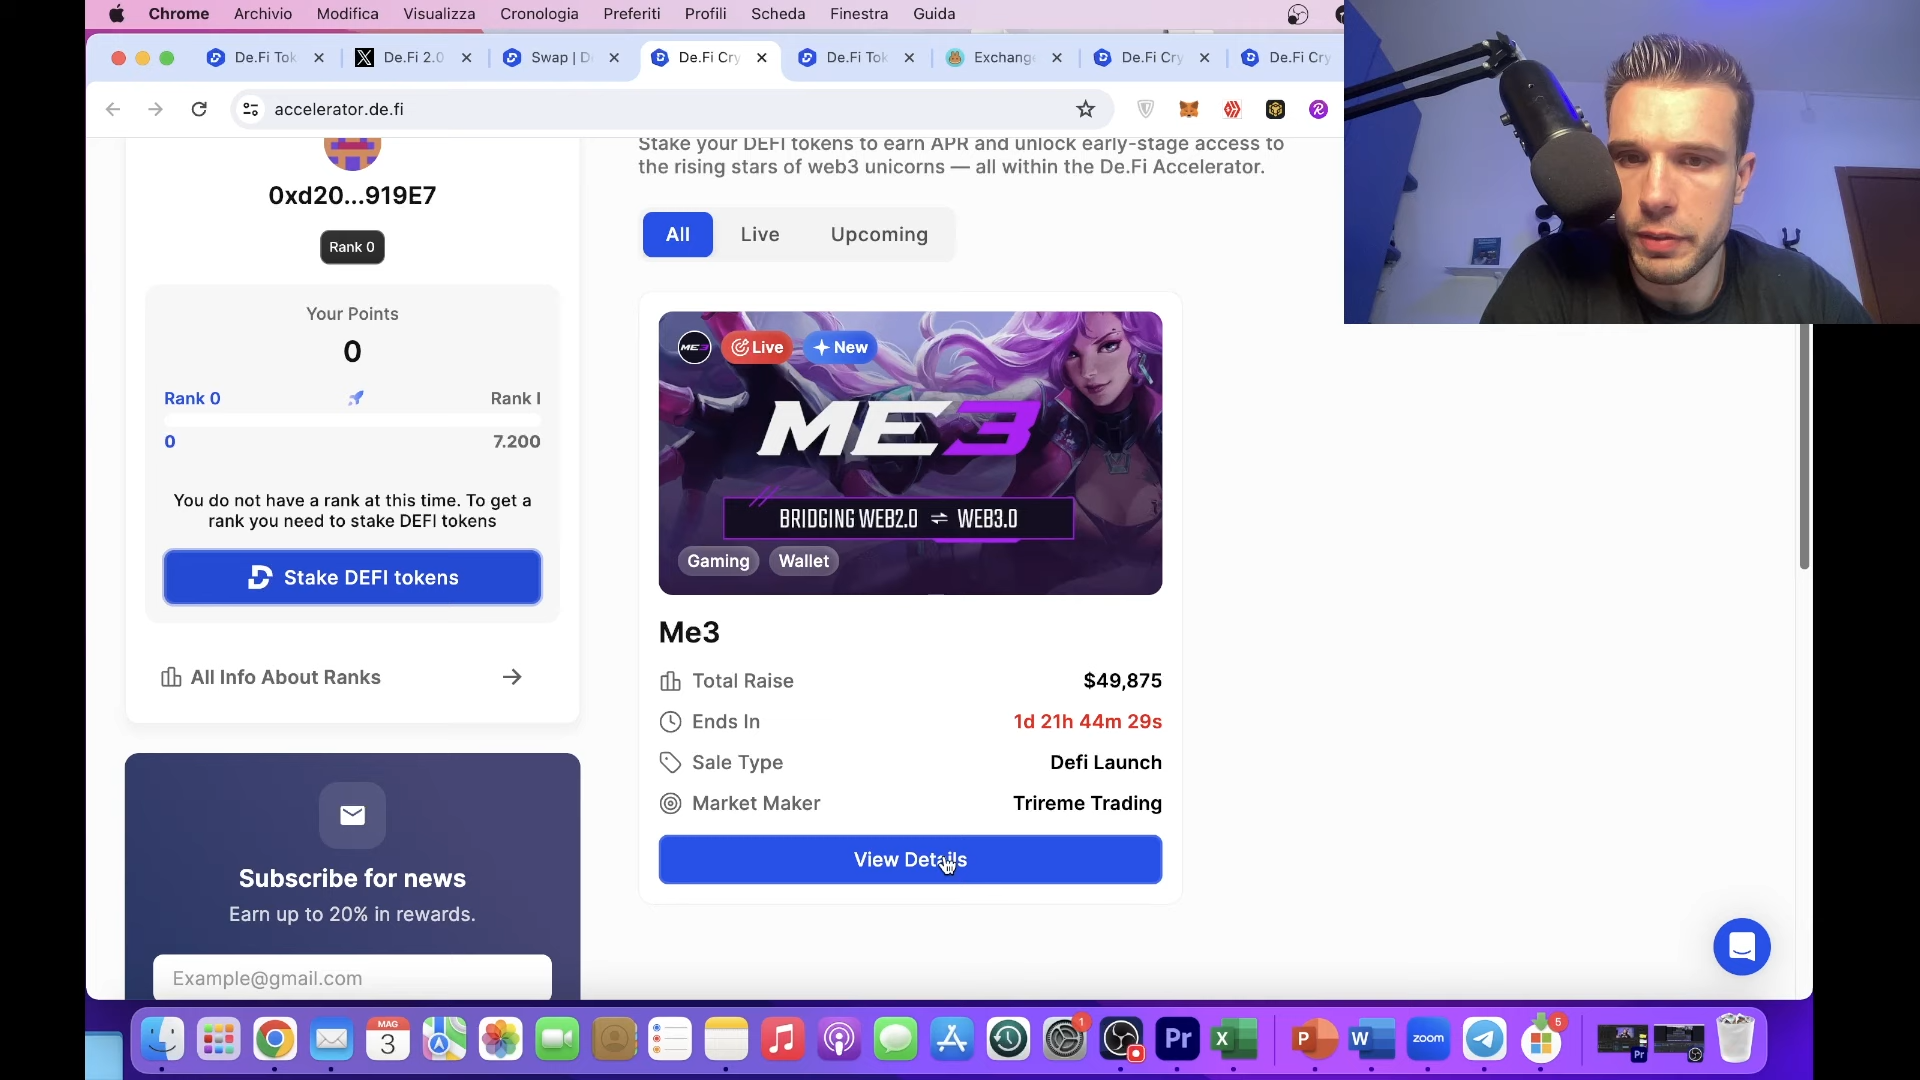 Chrome Archivio Modifica Visualizza Cronologia Preferiti Profili Scheda Finestra Guida
De.Fi Tok De.Fi 2.0 Swap | D De.Fi Cry De.Fi Tok Exchange De.Fi Cry De.Fi Cry
accelerator.de.fi
Stake your DEFI tokens to earn APR and unlock early-stage access to
the rising stars of web3 unicorns — all within the De.Fi Accelerator.
0xd20...919E7
Rank 0
Your Points
0
Rank 0 Rank I
0 7.200
You do not have a rank at this time. To get a
rank you need to stake DEFI tokens
Stake DEFI tokens
All Info About Ranks
Subscribe for news
Earn up to 20% in rewards.
Example@gmail.com
All Live Upcoming
ME3 Live New
ME3
BRIDGING WEB2.0 ⇌ WEB3.0
Gaming Wallet
Me3
Total Raise $49,875
Ends In 1d 21h 44m 29s
Sale Type Defi Launch
Market Maker Trireme Trading
View Details
MAG
3
1
Pr
X
P
W
zoom
5
Pr